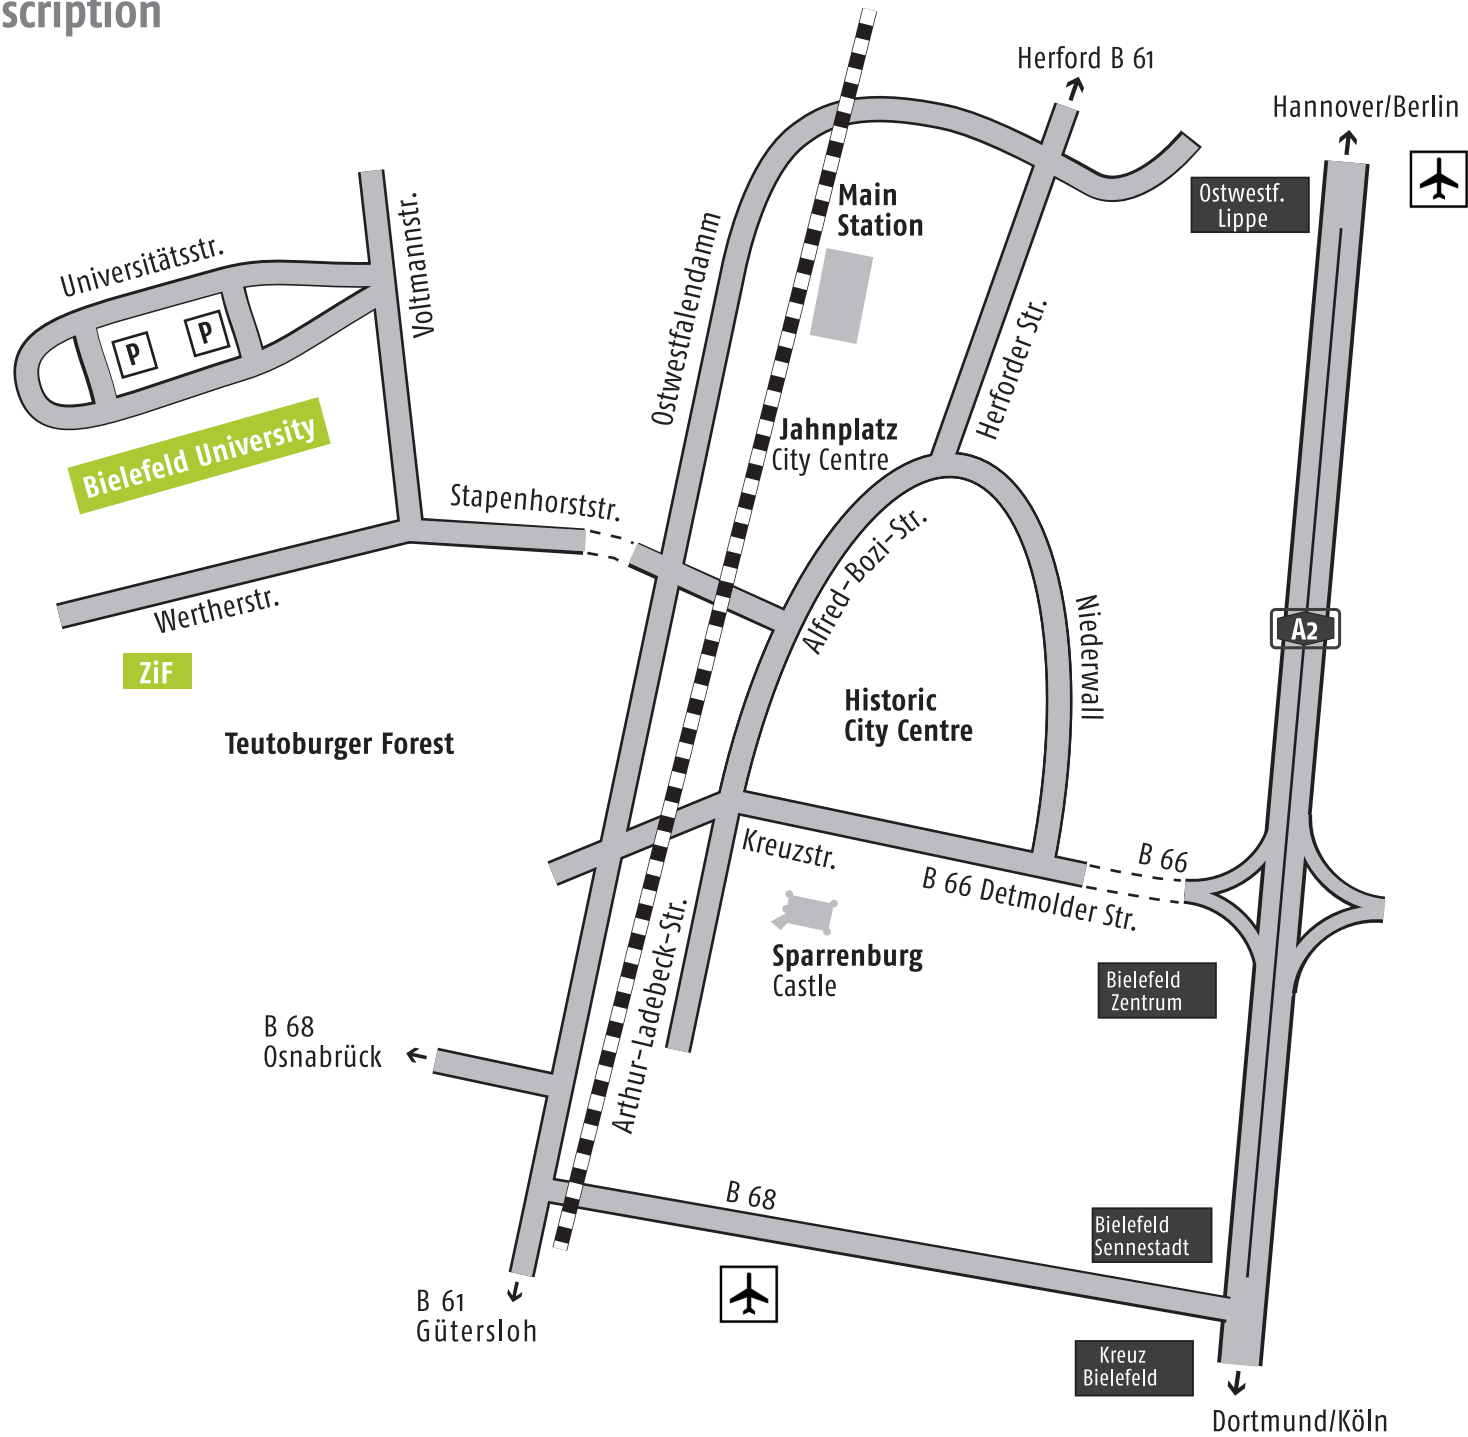 scription
Herford B 61
Hannover/Berlin
Ostwestf.
Lippe
Main
Station
Universitätsstr.
Voltmannstr.
Ostwestfalendamm
P
P
Herforder Str.
Bielefeld University
Jahnplatz
City Centre
Stapenhorststr.
Alfred-Bozi-Str.
Wertherstr.
Niederwall
A2
ZiF
Teutoburger Forest
Historic
City Centre
Kreuzstr.
B 66
B 66 Detmolder Str.
Sparrenburg
Castle
Bielefeld
Zentrum
Arthur-Ladebeck-Str.
B 68
Osnabrück
B 68
Bielefeld
Sennestadt
B 61
Gütersloh
Kreuz
Bielefeld
Dortmund/Köln